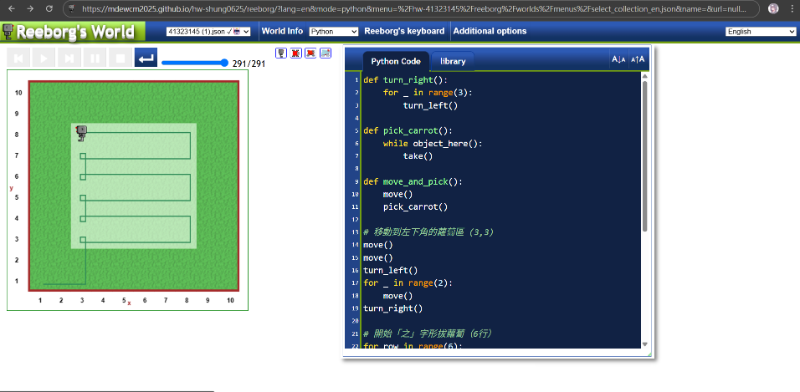 https://mdewcm2025.github.io/hw-shung0625/reeborg/?lang=en&mode=python&menu=%2Fhw-41323145%2Freeborg%2Fworlds%2Fmenus%2Fselect_collection_en.json&name=&url=null...
Reeborg's World
41323145 (1).json
World Info
Python
Reeborg's keyboard
Additional options
English
291/291
Python Code
library
10
9
8
7
6
5
4
3
2
1
y
1 2 3 4 5 x 6 7 8 9 10
1 def turn_right():
2 for _ in range(3):
3 turn_left()
4
5 def pick_carrot():
6 while object_here():
7 take()
8
9 def move_and_pick():
10 move()
11 pick_carrot()
12
13 # 移動到左下角的蘿蔔區 (3,3)
14 move()
15 move()
16 turn_left()
17 for _ in range(2):
18 move()
19 turn_right()
20
21 # 開始「之」字形拔蘿蔔 (6行)
22 for row in range(6):